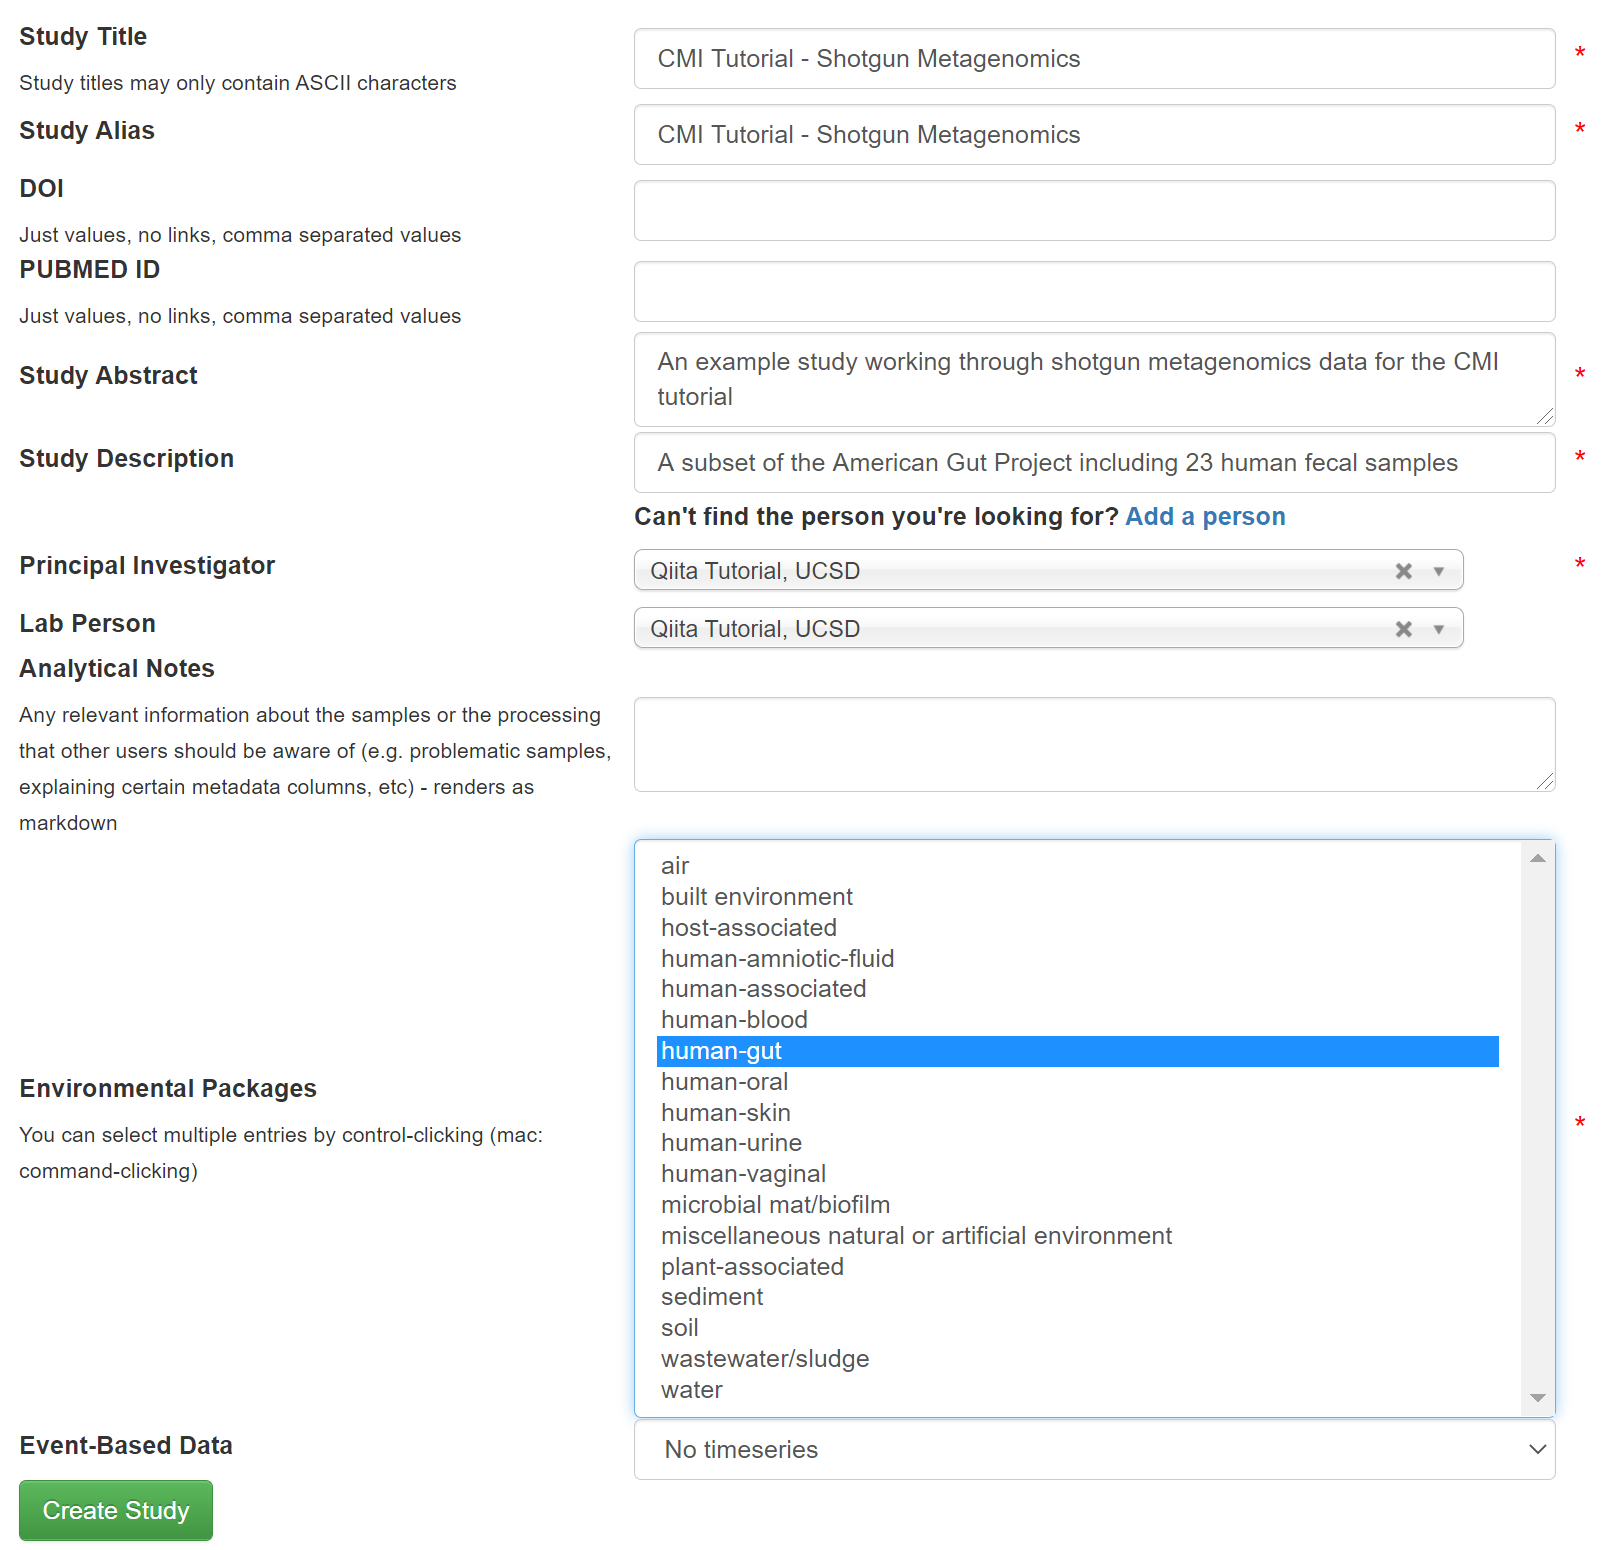 Study Title
Study titles may only contain ASCII characters
CMI Tutorial - Shotgun Metagenomics
*
Study Alias
CMI Tutorial - Shotgun Metagenomics
*
DOI
Just values, no links, comma separated values
PUBMED ID
Just values, no links, comma separated values
Study Abstract
An example study working through shotgun metagenomics data for the CMI
tutorial
*
Study Description
A subset of the American Gut Project including 23 human fecal samples
*
Can't find the person you're looking for? Add a person
Principal Investigator
Qiita Tutorial, UCSD
*
Lab Person
Qiita Tutorial, UCSD
Analytical Notes
Any relevant information about the samples or the processing
that other users should be aware of (e.g. problematic samples,
explaining certain metadata columns, etc) - renders as
markdown
Environmental Packages
You can select multiple entries by control-clicking (mac:
command-clicking)
air
built environment
host-associated
human-amniotic-fluid
human-associated
human-blood
human-gut
human-oral
human-skin
human-urine
human-vaginal
microbial mat/biofilm
miscellaneous natural or artificial environment
plant-associated
sediment
soil
wastewater/sludge
water
*
Event-Based Data
No timeseries
Create Study